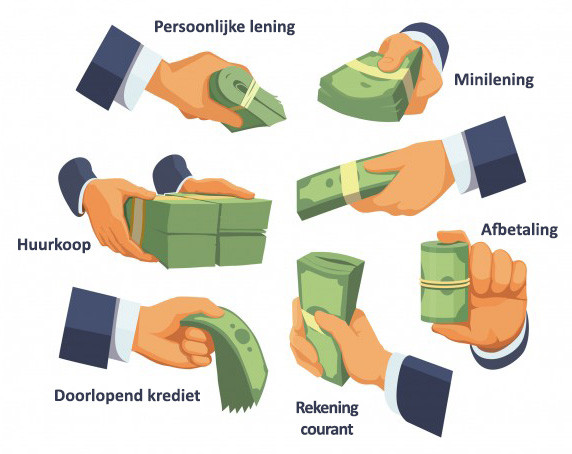 Persoonlijke lening
Minilening
Afbetaling
Huurkoop
Doorlopend krediet
Rekening
courant